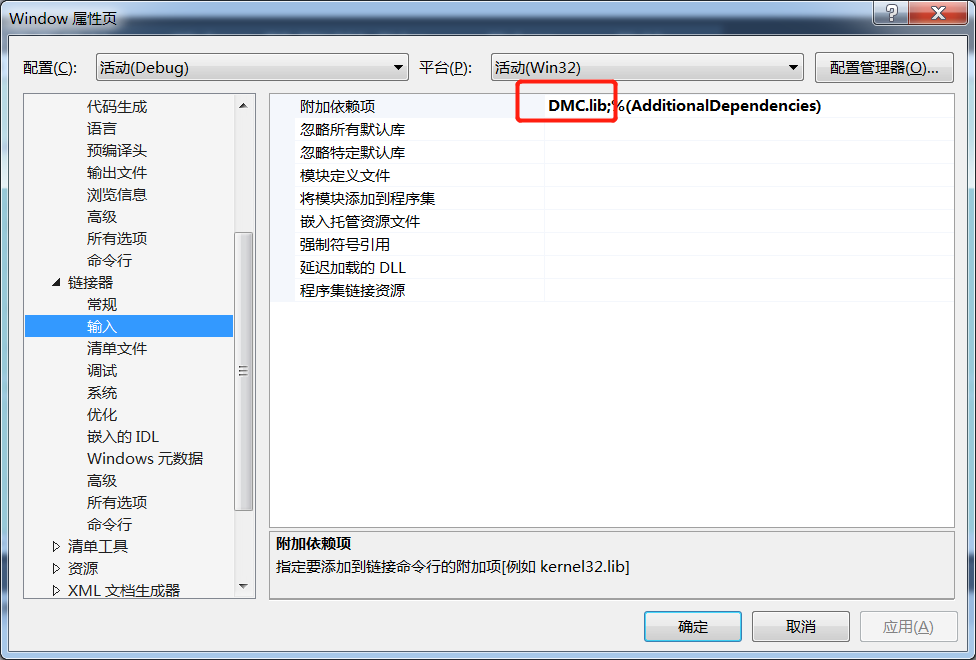 Window 属性页
配置(C): 活动(Debug) 平台(P): 活动(Win32) 配置管理器(O)...
代码生成
语言
预编译头
输出文件
浏览信息
高级
所有选项
命令行
链接器
常规
输入
清单文件
调试
系统
优化
嵌入的 IDL
Windows 元数据
高级
所有选项
命令行
清单工具
资源
XML 文档生成器
附加依赖项 DMC.lib;%(AdditionalDependencies)
忽略所有默认库
忽略特定默认库
模块定义文件
将模块添加到程序集
嵌入托管资源文件
强制符号引用
延迟加载的 DLL
程序集链接资源
附加依赖项
指定要添加到链接命令行的附加项[例如 kernel32.lib]
确定 取消 应用(A)